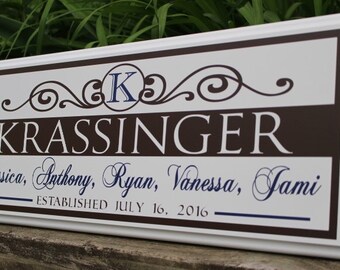 K
KRASSINGER
Anthony, Ryan, Vanessa, Jami
ESTABLISHED JULY 16, 2016